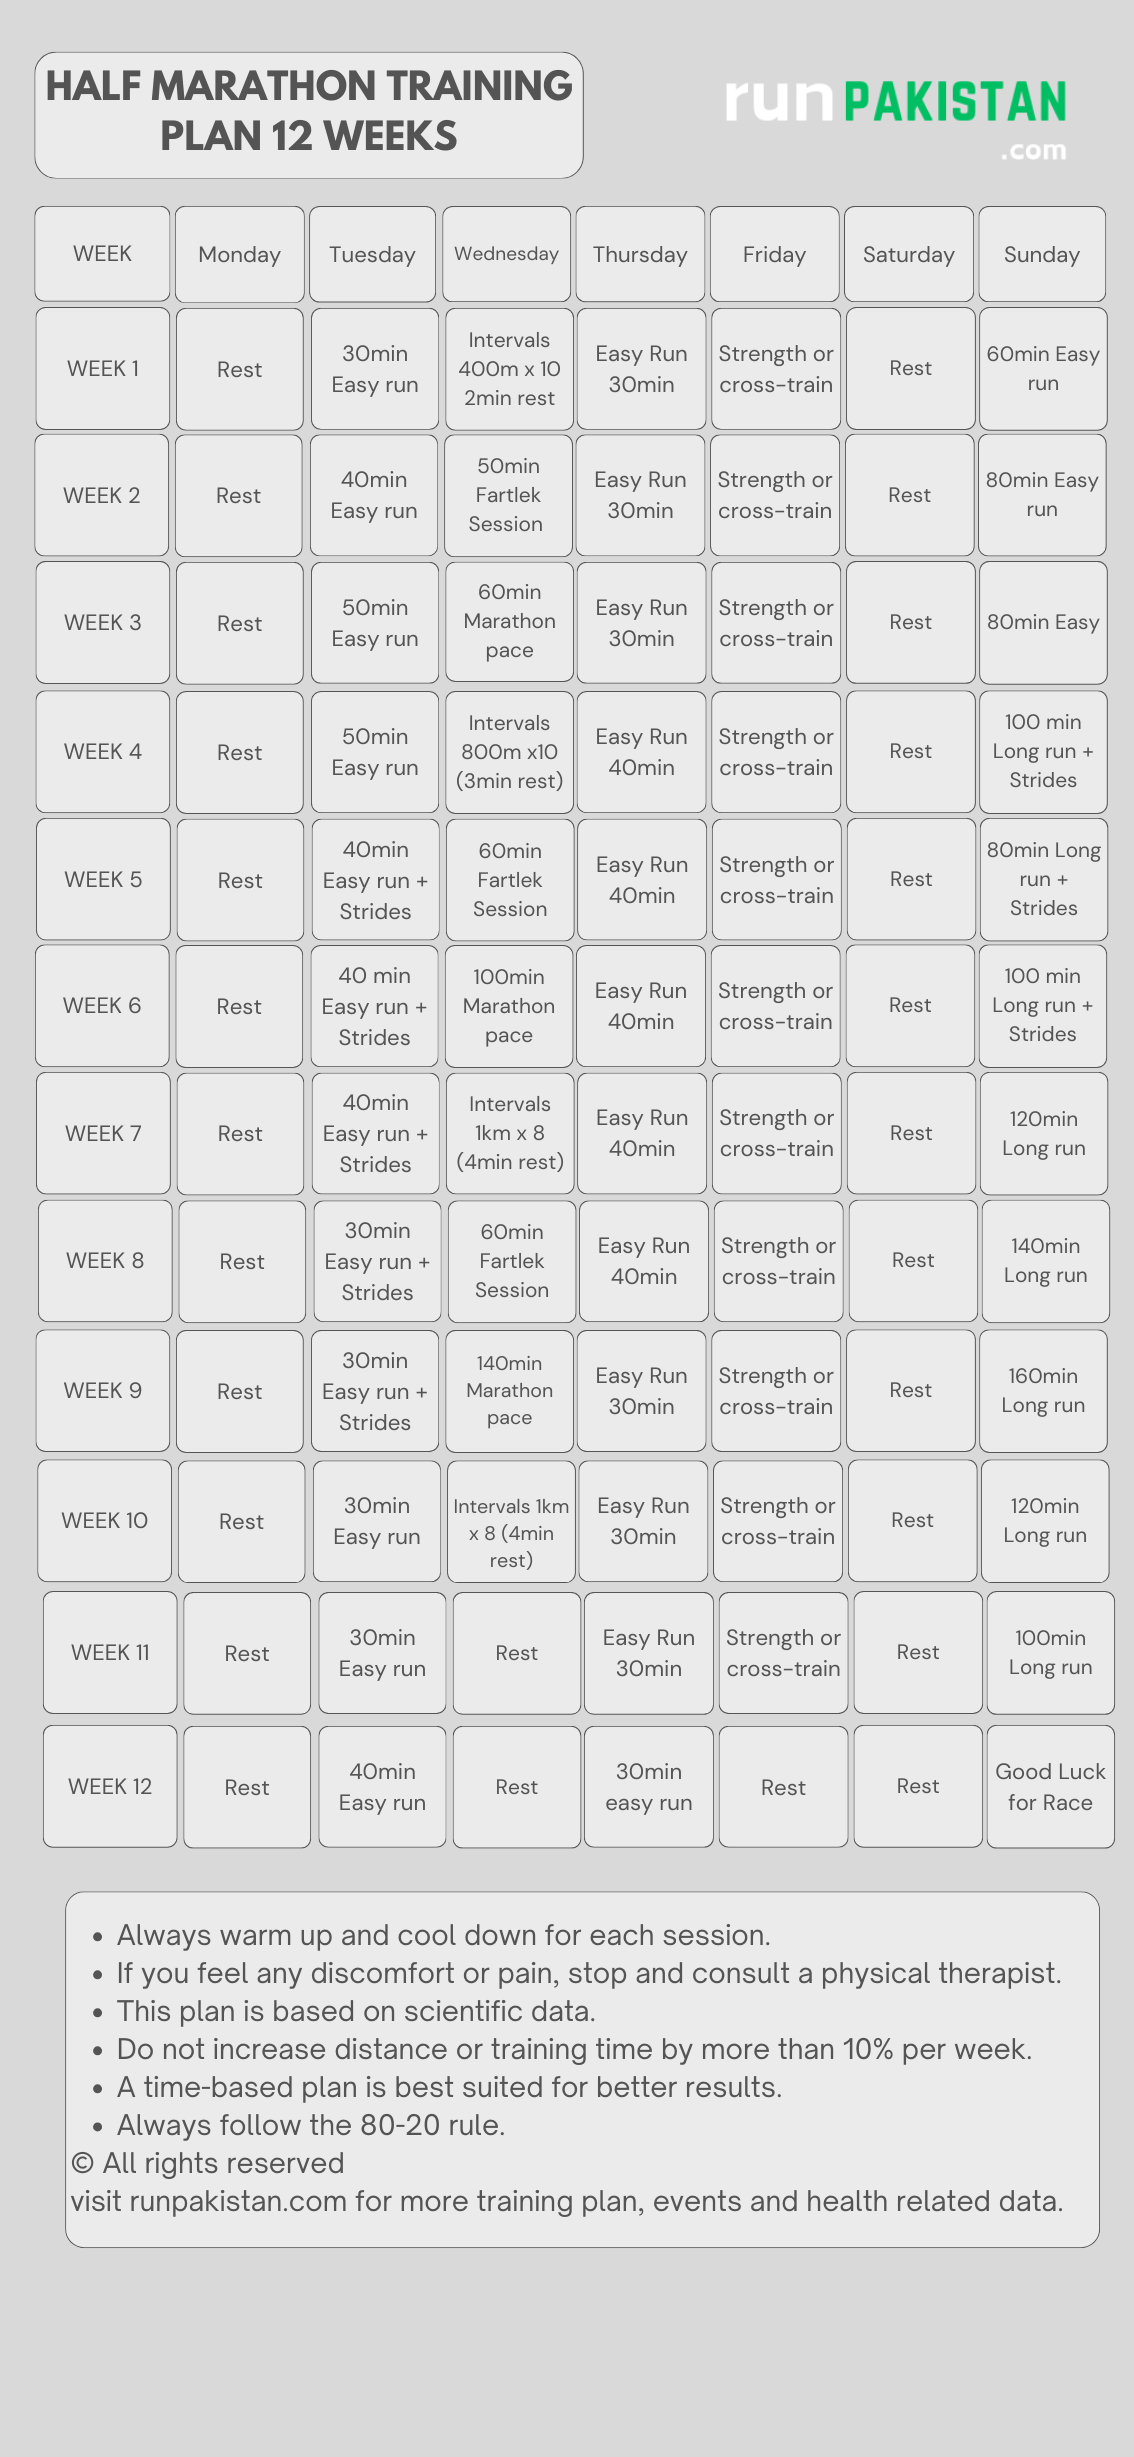 HALF MARATHON TRAINING
PLAN 12 WEEKS
run PAKISTAN
.com
WEEK
Monday
Tuesday
Wednesday
Thursday
Friday
Saturday
Sunday
WEEK 1
Rest
30min
Easy run
Intervals
400m x 10
2min rest
Easy Run
30min
Strength or
cross-train
Rest
60min Easy
run
WEEK 2
Rest
40min
Easy run
50min
Fartlek
Session
Easy Run
30min
Strength or
cross-train
Rest
80min Easy
run
WEEK 3
Rest
50min
Easy run
60min
Marathon
pace
Easy Run
30min
Strength or
cross-train
Rest
80min Easy
WEEK 4
Rest
50min
Easy run
Intervals
800m x10
(3min rest)
Easy Run
40min
Strength or
cross-train
Rest
100 min
Long run +
Strides
WEEK 5
Rest
40min
Easy run +
Strides
60min
Fartlek
Session
Easy Run
40min
Strength or
cross-train
Rest
80min Long
run +
Strides
WEEK 6
Rest
40 min
Easy run +
Strides
100min
Marathon
pace
Easy Run
40min
Strength or
cross-train
Rest
100 min
Long run +
Strides
WEEK 7
Rest
40min
Easy run +
Strides
Intervals
1km x 8
(4min rest)
Easy Run
40min
Strength or
cross-train
Rest
120min
Long run
WEEK 8
Rest
30min
Easy run +
Strides
60min
Fartlek
Session
Easy Run
40min
Strength or
cross-train
Rest
140min
Long run
WEEK 9
Rest
30min
Easy run +
Strides
140min
Marathon
pace
Easy Run
30min
Strength or
cross-train
Rest
160min
Long run
WEEK 10
Rest
30min
Easy run
Intervals 1km
x 8 (4min
rest)
Easy Run
30min
Strength or
cross-train
Rest
120min
Long run
WEEK 11
Rest
30min
Easy run
Rest
Easy Run
30min
Strength or
cross-train
Rest
100min
Long run
WEEK 12
Rest
40min
Easy run
Rest
30min
easy run
Rest
Rest
Good Luck
for Race
• Always warm up and cool down for each session.
• If you feel any discomfort or pain, stop and consult a physical therapist.
• This plan is based on scientific data.
• Do not increase distance or training time by more than 10% per week.
• A time-based plan is best suited for better results.
• Always follow the 80-20 rule.
© All rights reserved
visit runpakistan.com for more training plan, events and health related data.